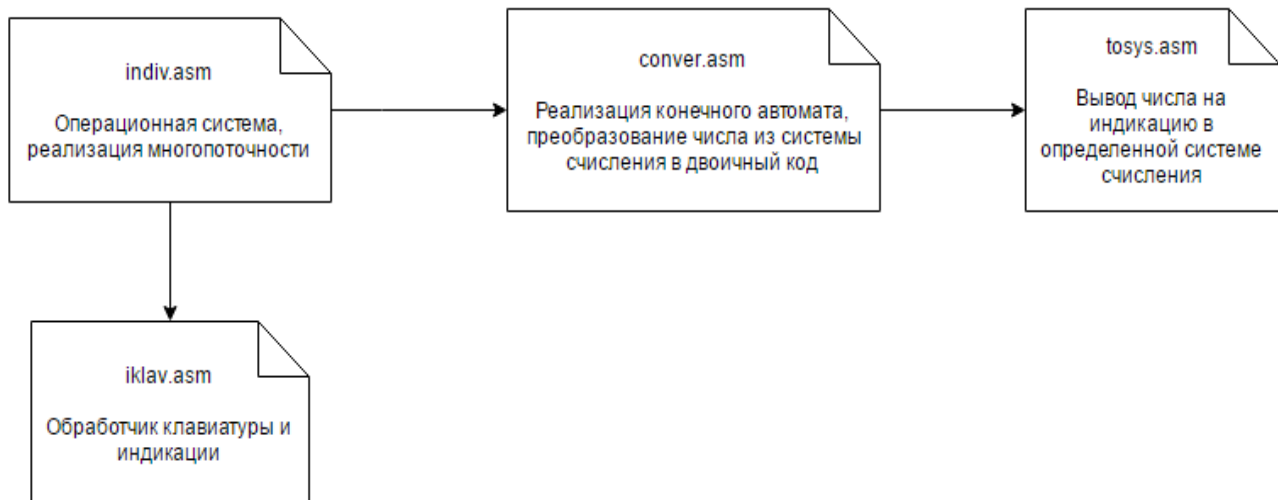 indiv.asm
Операционная система,
реализация многопоточности
conver.asm
Реализация конечного автомата,
преобразование числа из системы
счисления в двоичный код
tosys.asm
Вывод числа на
индикацию в
определенной системе
счисления
iklav.asm
Обработчик клавиатуры и
индикации